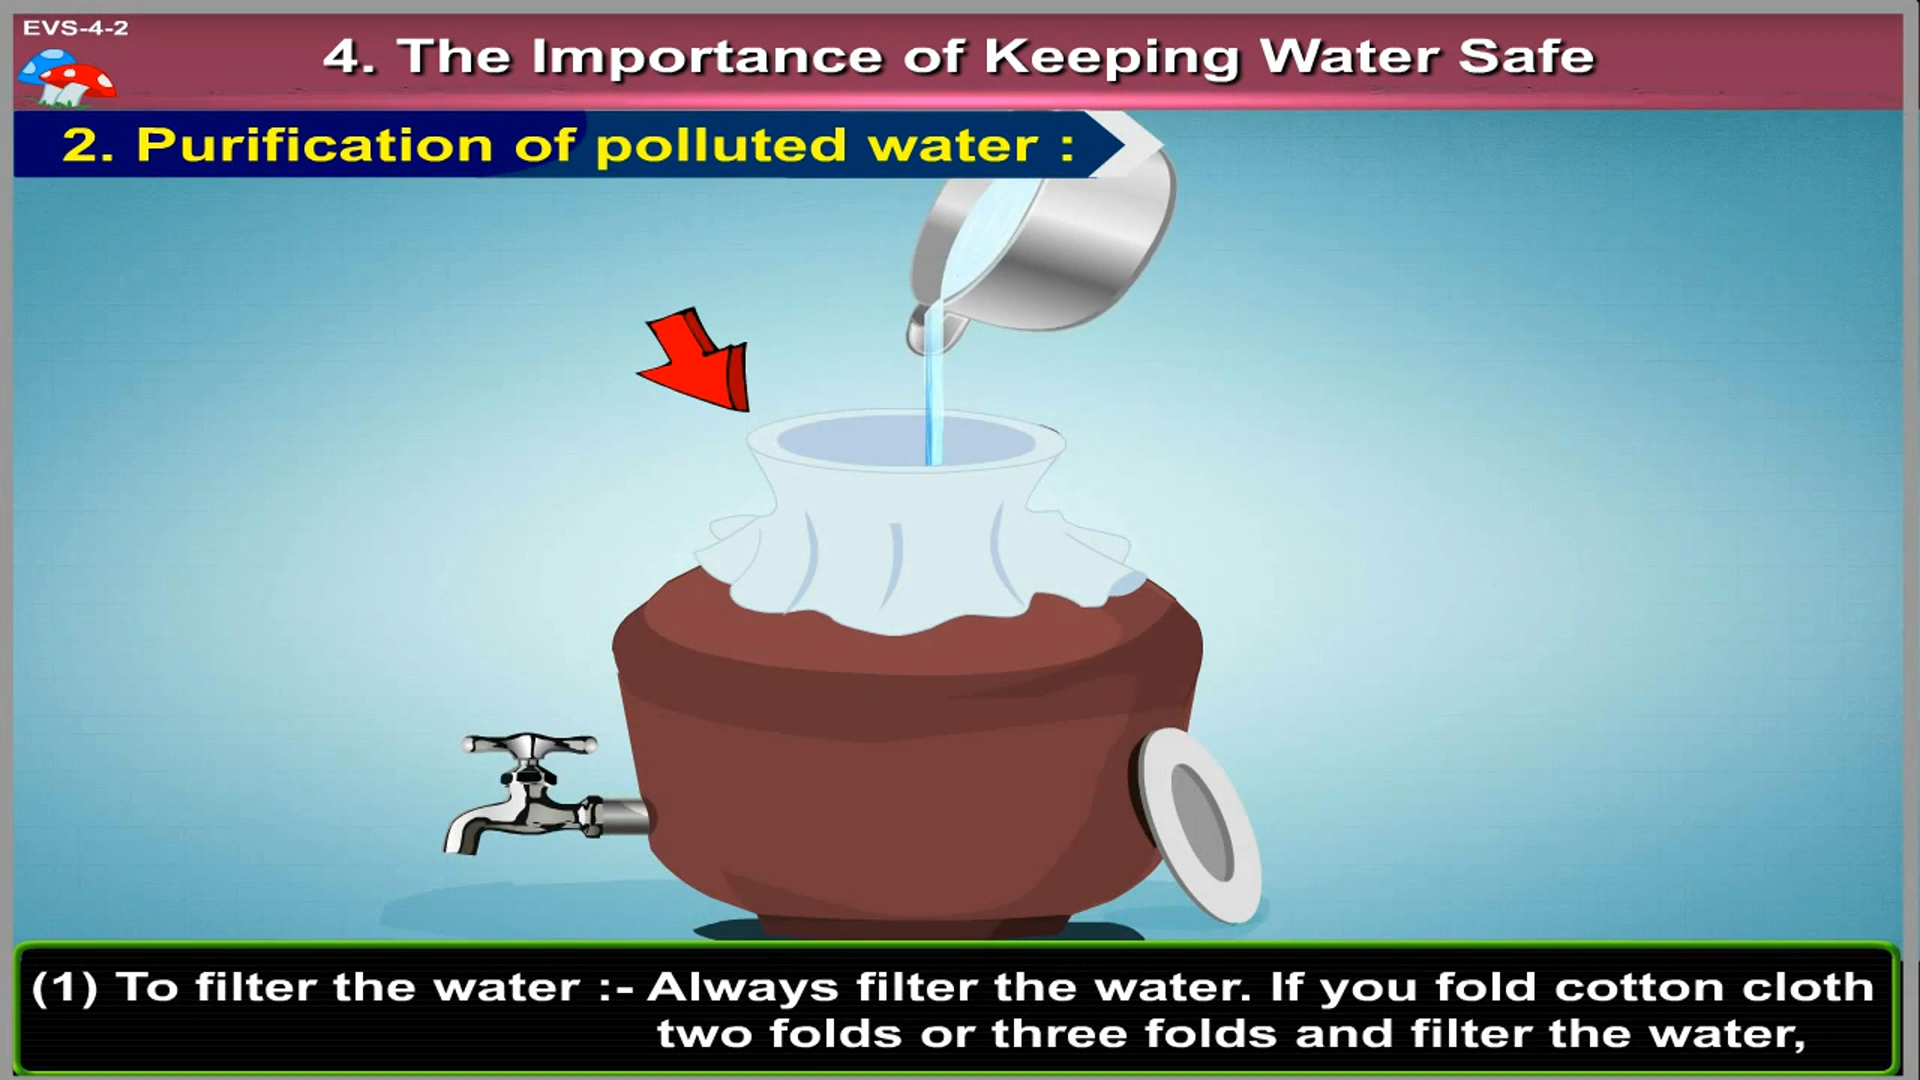 EVS-4-2
4. The Importance of Keeping Water Safe
2. Purification of polluted water :
(1) To filter the water :- Always filter the water. If you fold cotton cloth
two folds or three folds and filter the water,